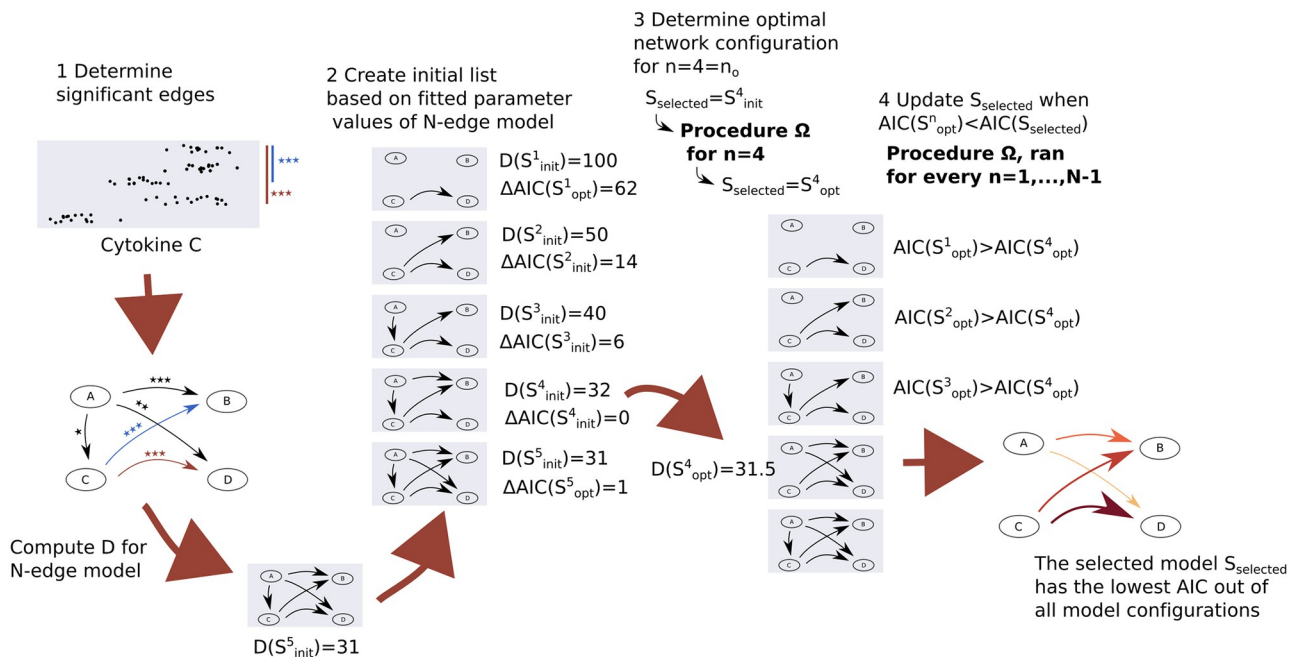 1 Determine
significant edges
★★★
★★★
Cytokine C
A
B
C
D
★★★
★★
★
★★★
★★★
Compute D for
N-edge model
A
B
C
D
D(S⁵init)=31
2 Create initial list
based on fitted parameter
values of N-edge model
A
B
C
D
D(S¹init)=100
ΔAIC(S¹opt)=62
A
B
C
D
D(S²init)=50
ΔAIC(S²init)=14
A
B
C
D
D(S³init)=40
ΔAIC(S³init)=6
A
B
C
D
D(S⁴init)=32
ΔAIC(S⁴init)=0
A
B
C
D
D(S⁵init)=31
ΔAIC(S⁵opt)=1
3 Determine optimal
network configuration
for n=4=nₒ
Sselected=S⁴init
Procedure Ω
for n=4
Sselected=S⁴opt
4 Update Sselected when
AIC(Sⁿopt)<AIC(Sselected)
Procedure Ω, ran
for every n=1,...,N-1
A
B
C
D
AIC(S¹opt)>AIC(S⁴opt)
A
B
C
D
AIC(S²opt)>AIC(S⁴opt)
A
B
C
D
AIC(S³opt)>AIC(S⁴opt)
D(S⁴opt)=31.5
A
B
C
D
A
B
C
D
A
B
C
D
The selected model Sselected
has the lowest AIC out of
all model configurations